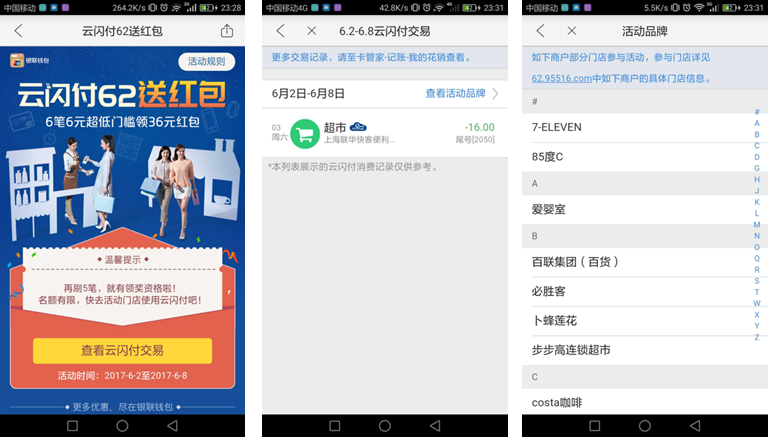 中国移动 264.2K/s 3G 23:28
云闪付62送红包
银联钱包
活动规则
云闪付62送红包
6笔6元超低门槛领36元红包
温馨提示
再刷5笔，就有领奖资格啦！
名额有限，快去活动门店使用云闪付吧！
查看云闪付交易
活动时间：2017-6-2至2017-6-8
更多优惠，尽在银联钱包
中国移动4G 42.8K/s 4G 23:31
6.2-6.8云闪付交易
更多交易记录，请至卡管家-记账-我的花销查看。
6月2日-6月8日 查看活动品牌
03
周六
超市
上海联华快客便利...
-16.00
尾号[2050]
*本列表展示的云闪付消费记录仅供参考。
中国移动 5.5K/s 3G 23:31
活动品牌
如下商户部分门店参与活动，参与门店详见
62.95516.com中如下商户的具体门店信息。
#
7-ELEVEN
85度C
A
爱婴室
B
百联集团（百货）
必胜客
卜蜂莲花
步步高连锁超市
C
costa咖啡
#
A
B
C
D
G
H
J
K
L
M
N
O
Q
R
S
T
W
X
Y
Z